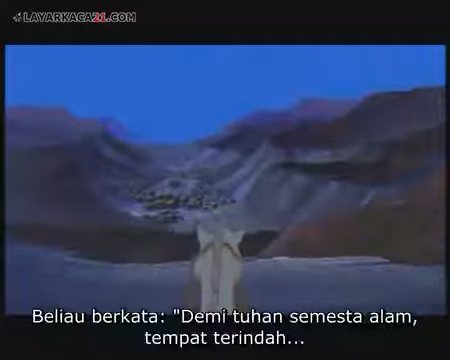 LAYARKACA21.COM
Beliau berkata: "Demi tuhan semesta alam,
tempat terindah...